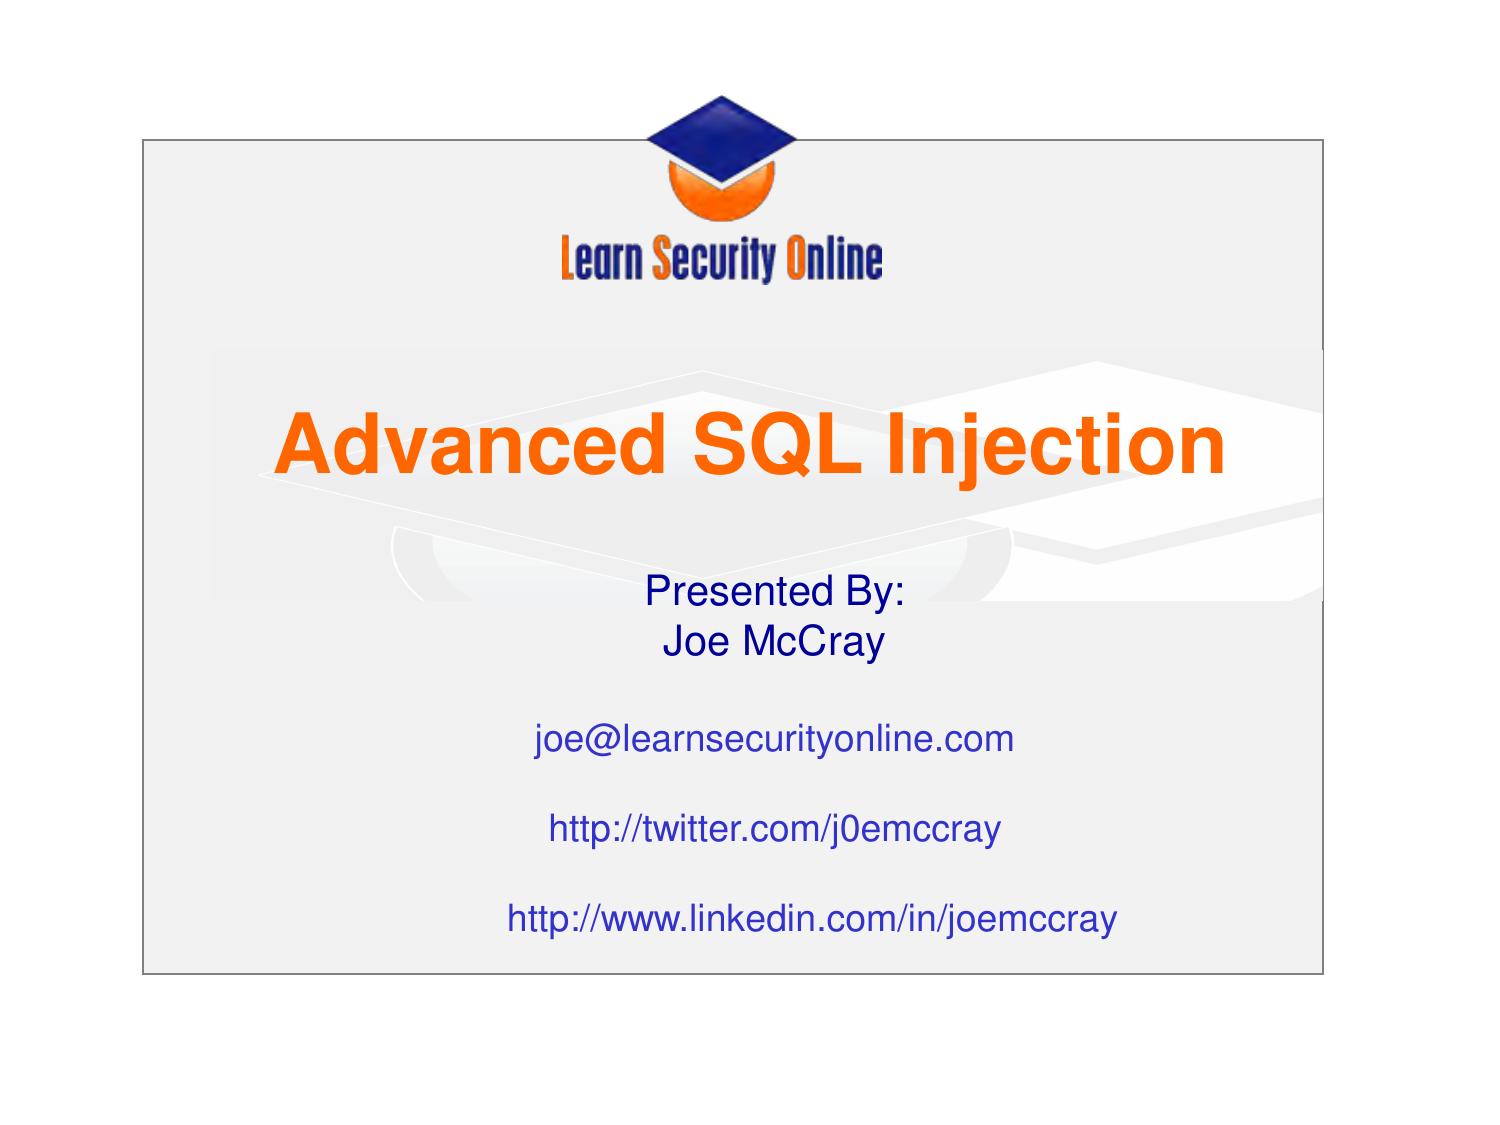 Learn Security Online
Advanced SQL Injection
Presented By:
Joe McCray
joe@learnsecurityonline.com
http://twitter.com/j0emccray
http://www.linkedin.com/in/joemccray